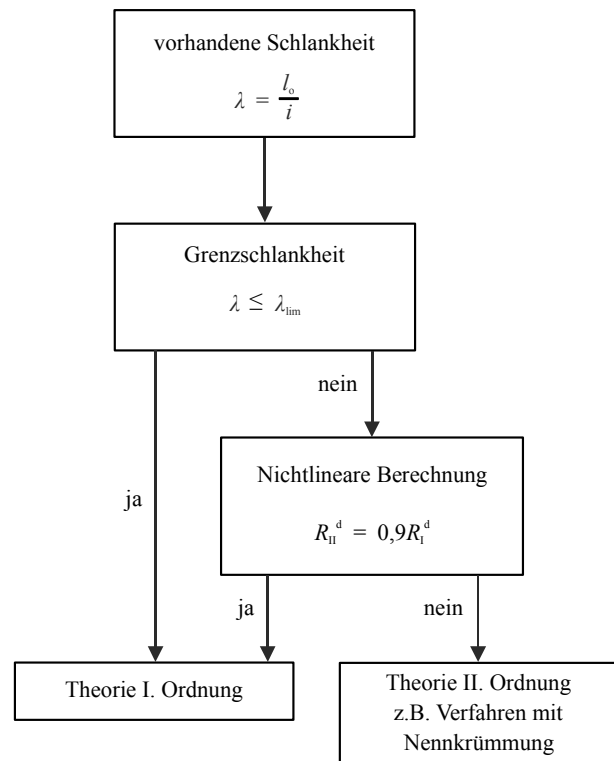 vorhandene Schlankheit
λ = l₀/i
Grenzschlankheit
λ ≤ λ_lim
nein
Nichtlineare Berechnung
ja
R_II^d = 0,9R_I^d
ja
nein
Theorie I. Ordnung
Theorie II. Ordnung
z.B. Verfahren mit
Nennkrümmung